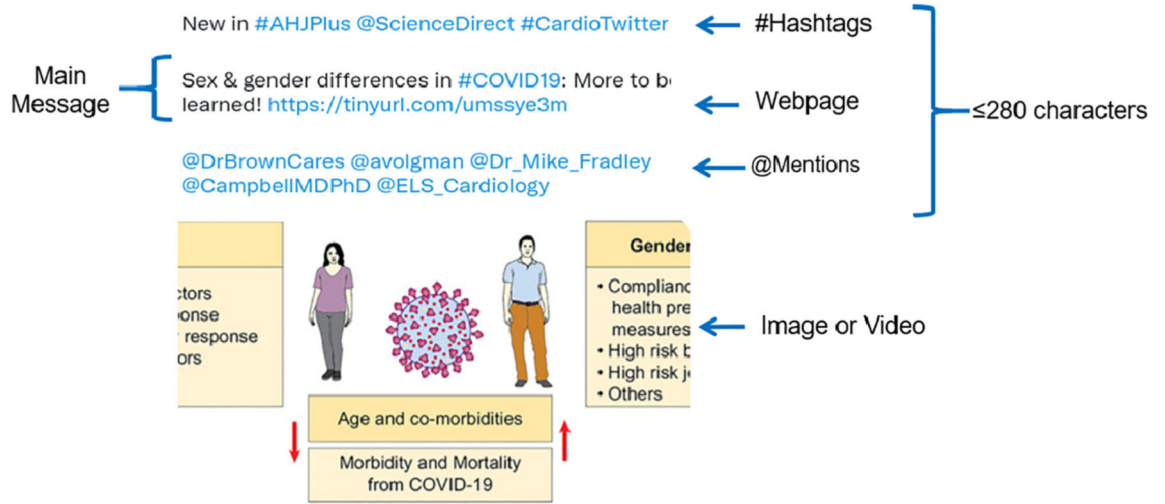 New in #AHJPlus @ScienceDirect #CardioTwitter
#Hashtags
Main
Message
Sex & gender differences in #COVID19: More to be
learned! https://tinyurl.com/umssye3m
Webpage
≤280 characters
@DrBrownCares @avolgman @Dr_Mike_Fradley
@CampbellMDPhD @ELS_Cardiology
@Mentions
ctors
ponse
response
ors
Gender
• Complianc
health pre
measures
• High risk b
• High risk je
• Others
Image or Video
Age and co-morbidities
Morbidity and Mortality
from COVID-19